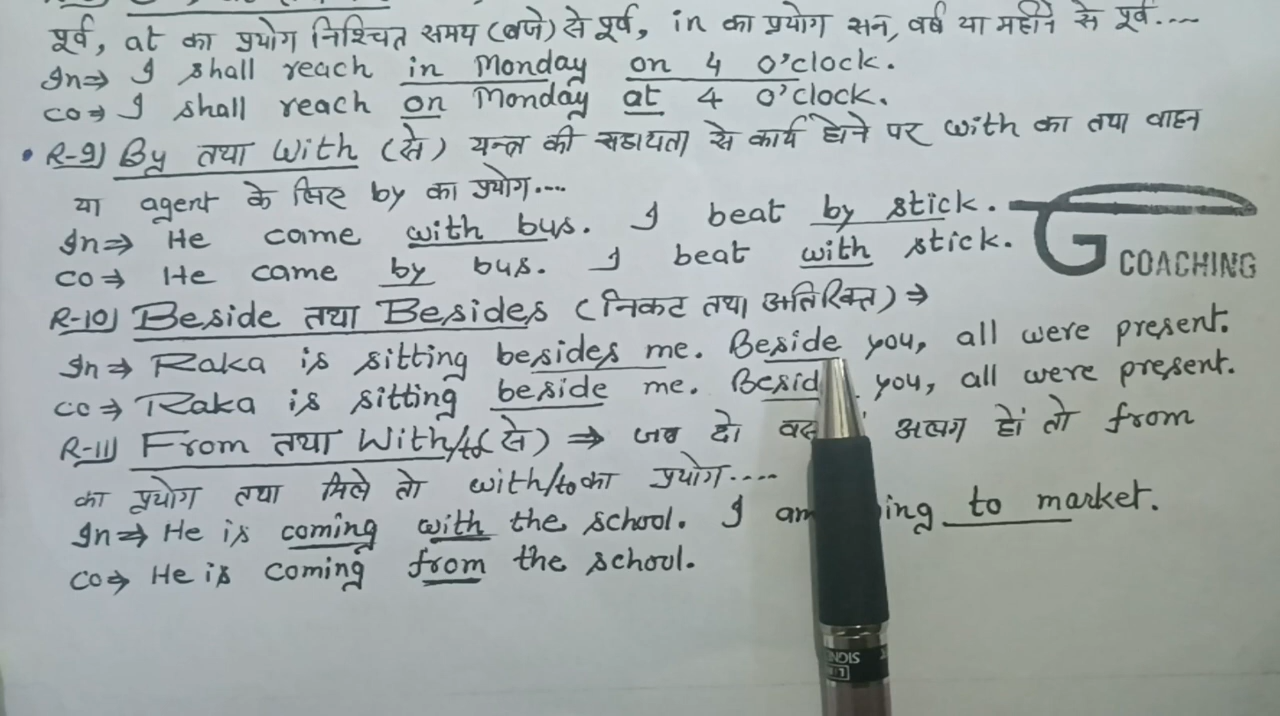 पूर्व, at का प्रयोग निश्चित समय (बजे) से पूर्व, in का प्रयोग सन, वर्ष या महीने से पूर्व....
In⇒ I shall reach in Monday on 4 o'clock.
CO⇒ I shall reach on Monday at 4 o'clock.
• R-9) By तथा With (से) यन्त्र की सहायता से कार्य होने पर with का तथा वाहन
या agent के लिए by का प्रयोग....
In⇒ He came with bus. I beat by stick.
CO⇒ He came by bus. I beat with stick.
G COACHING
R-10) Beside तथा Besides (निकट तथा अतिरिक्त) ⇒
In⇒ Raka is sitting besides me. Beside you, all were present.
CO⇒ Raka is sitting beside me. you, all were present.
R-11) From तथा With/to (से) ⇒ जब दो अलग हों तो from
का प्रयोग तथा मिले तो with/to का प्रयोग....
In⇒ He is coming with the school. I to market.
CO⇒ He is coming from the school.